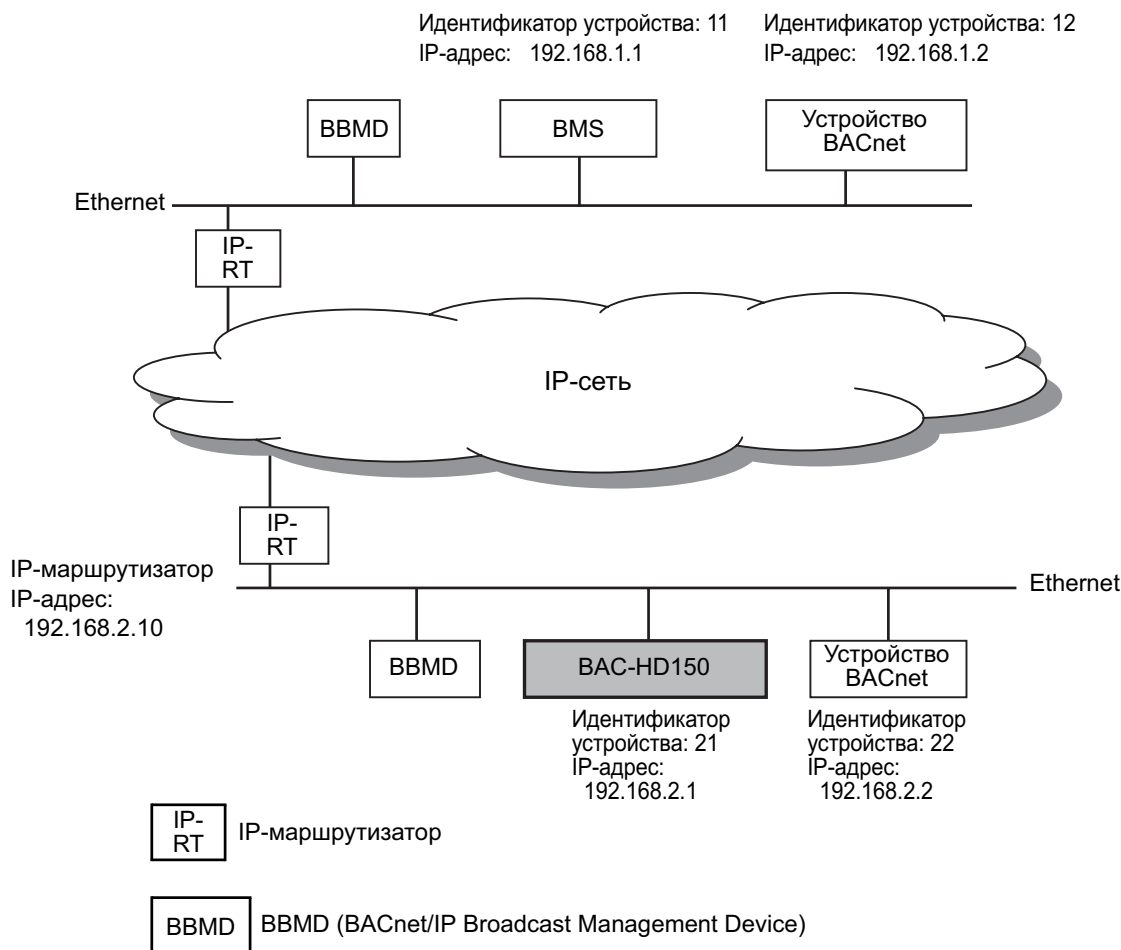 Идентификатор устройства: 11
IP-адрес: 192.168.1.1
Идентификатор устройства: 12
IP-адрес: 192.168.1.2
BBMD
BMS
Устройство
BACnet
Ethernet
IP-
RT
IP-сеть
IP-
RT
IP-маршрутизатор
IP-адрес:
192.168.2.10
Ethernet
BBMD
BAC-HD150
Устройство
BACnet
Идентификатор
устройства: 21
IP-адрес:
192.168.2.1
Идентификатор
устройства: 22
IP-адрес:
192.168.2.2
IP-
RT
IP-маршрутизатор
BBMD
BBMD (BACnet/IP Broadcast Management Device)